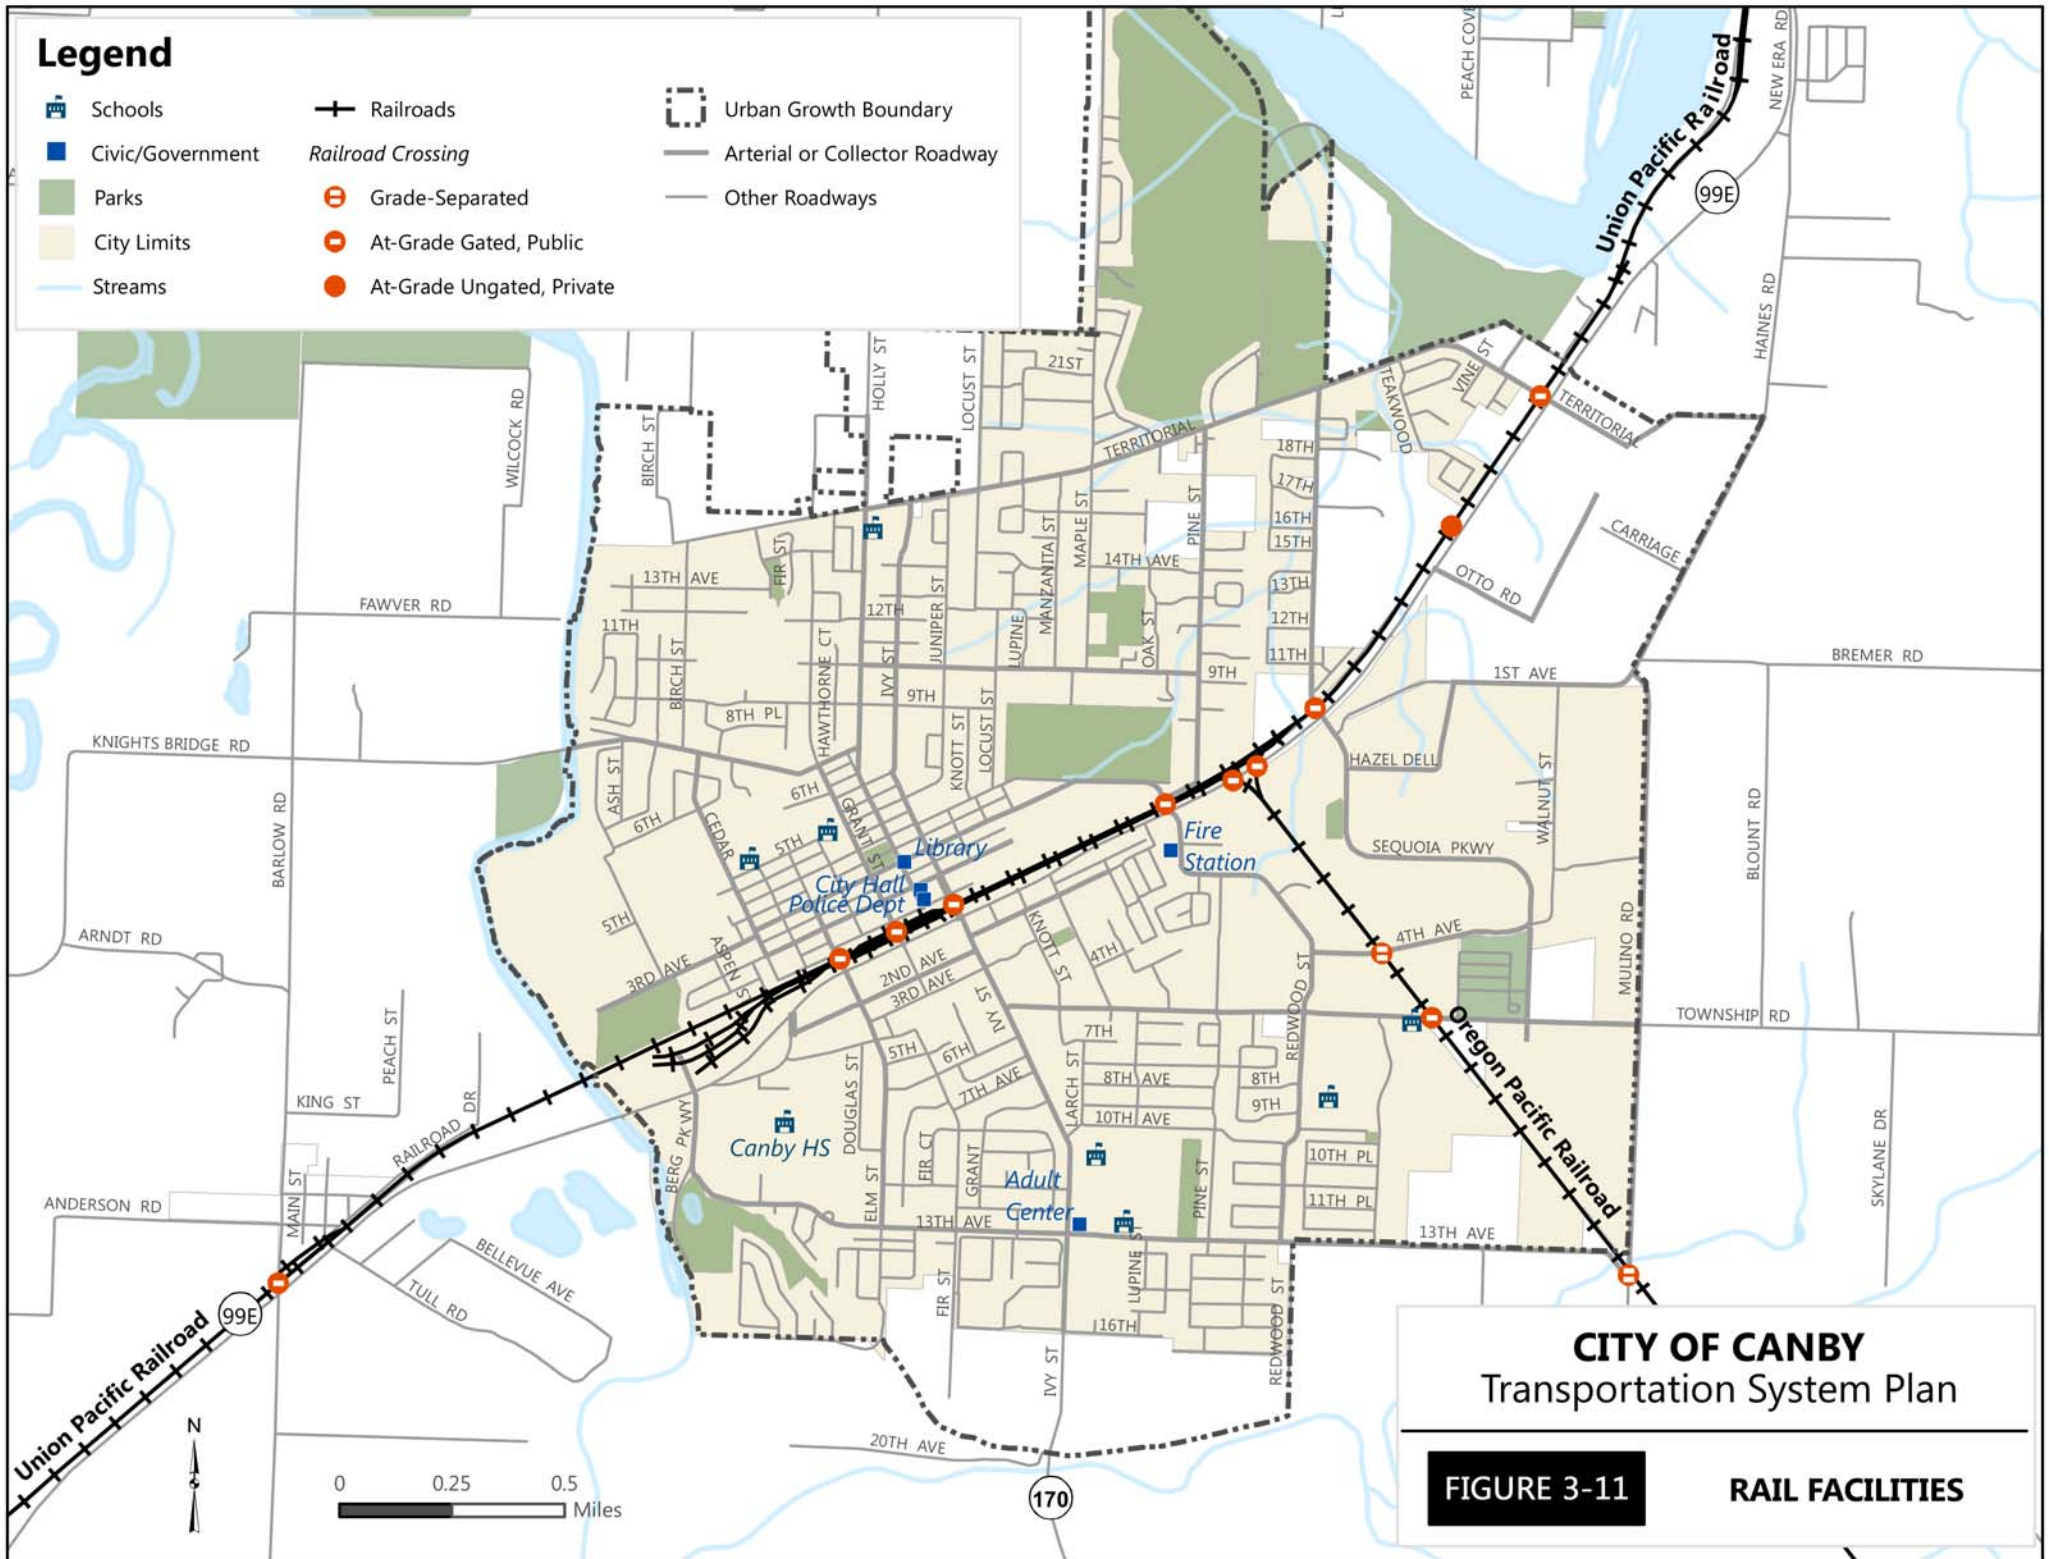 Legend
Schools
Civic/Government
Parks
City Limits
Streams
Railroads
Railroad Crossing
Grade-Separated
At-Grade Gated, Public
At-Grade Ungated, Private
Urban Growth Boundary
Arterial or Collector Roadway
Other Roadways
PEACH COV
NEW ERA RD
Union Pacific Railroad
99E
HAINES RD
HOLLY ST
LOCUST ST
21ST
TEAKWOOD
VINE ST
TERRITORIAL
TERRITORIAL
WILCOCK RD
BIRCH ST
18TH
17TH
16TH
15TH
PINE ST
MAPLE ST
MANZANITA ST
14TH AVE
CARRIAGE
OTTO RD
FIR ST
13TH AVE
13TH
FAWVER RD
12TH
12TH
11TH
11TH
JUNIPER ST
LUPINE
OAK ST
BIRCH ST
HAWTHORNE CT
IVY ST
9TH
9TH
1ST AVE
BREMER RD
8TH PL
KNOTT ST
LOCUST ST
KNIGHTS BRIDGE RD
ASH ST
6TH
6TH
HAZEL DELL
WALNUT ST
BARLOW RD
CEDAR
GRANT ST
5TH
Library
Fire
Station
SEQUOIA PKWY
BLOUNT RD
City Hall
Police Dept
5TH
4TH AVE
ARNDT RD
3RD AVE
ASPEN S
2ND AVE
3RD AVE
KNOTT ST
4TH
REDWOOD ST
MULINO RD
IVY ST
TOWNSHIP RD
PEACH ST
7TH
Oregon Pacific Railroad
5TH
6TH
7TH AVE
DOUGLAS ST
LARCH ST
8TH AVE
8TH
9TH
10TH AVE
KING ST
RAILROAD DR
BERG PKWY
Canby HS
FIR CT
GRANT
Adult
Center
10TH PL
11TH PL
SKYLANE DR
MAIN ST
ANDERSON RD
ELM ST
PINE ST
13TH AVE
13TH AVE
BELLEVUE AVE
TULL RD
LUPINE ST
FIR ST
REDWOOD ST
16TH
99E
Union Pacific Railroad
IVY ST
20TH AVE
170
N
0 0.25 0.5
Miles
CITY OF CANBY
Transportation System Plan
FIGURE 3-11 RAIL FACILITIES